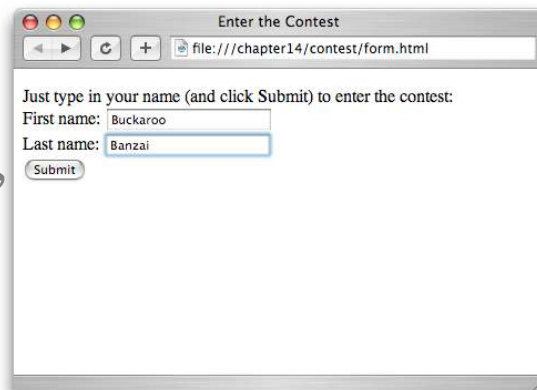 Enter the Contest
file:///chapter14/contest/form.html
Just type in your name (and click Submit) to enter the contest:
First name: Buckaroo
Last name: Banzai
Submit